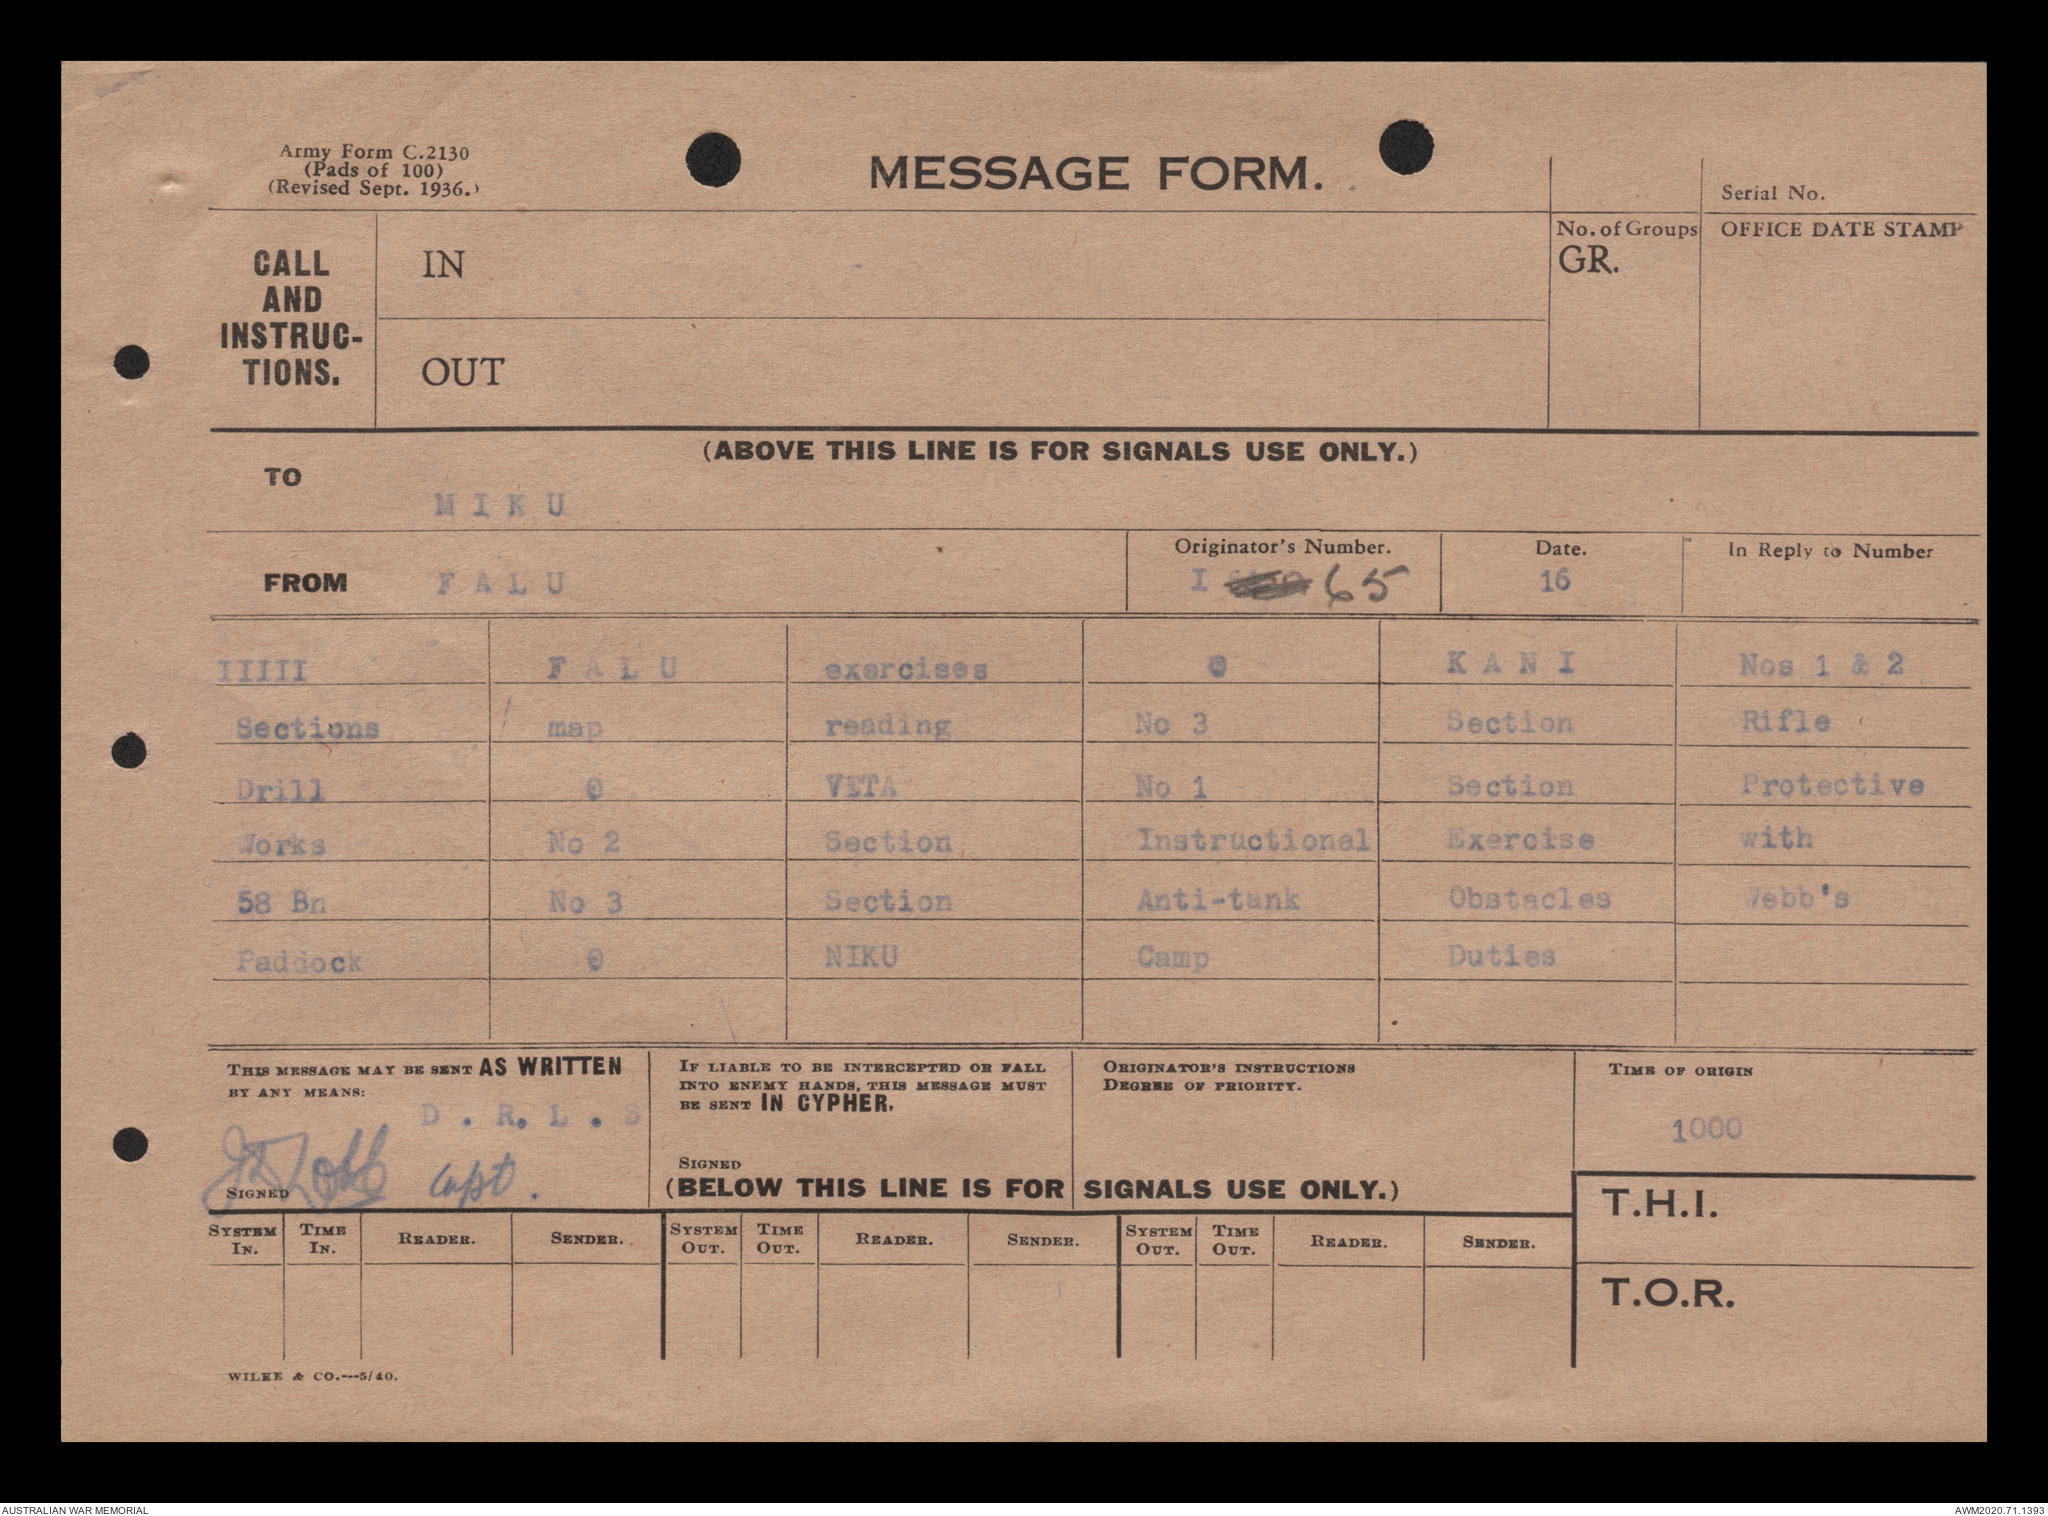 Army Form C.2130
(Pads of 100)
(Revised Sept. 1936.)
MESSAGE FORM.
Serial No.
CALL
AND
INSTRUC-
TIONS.
IN
OUT
No. of Groups
GR.
OFFICE DATE STAMP
(ABOVE THIS LINE IS FOR SIGNALS USE ONLY.)
TO
M I K U
FROM F A L U
Originator's Number.
I 65
Date.
16
In Reply to Number
IIIII F A L U exercises @ K A N I Nos 1 & 2
Sections map reading No 3 Section Rifle
Drill @ VETA No 1 Section Protective
Works No 2 Section Instructional Exercise with
58 Bn No 3 Section Anti-tank Obstacles Webb's
Paddock @ NIKU Camp Duties
THIS MESSAGE MAY BE SENT AS WRITTEN
BY ANY MEANS:
D . R. L . S
Capt.
SIGNED
IF LIABLE TO BE INTERCEPTED OR FALL
INTO ENEMY HANDS, THIS MESSAGE MUST
BE SENT IN CYPHER.
SIGNED
ORIGINATOR'S INSTRUCTIONS
DEGREE OF PRIORITY.
TIME OF ORIGIN
1000
(BELOW THIS LINE IS FOR SIGNALS USE ONLY.)
T.H.I.
T.O.R.
SYSTEM IN. TIME IN. READER. SENDER. SYSTEM OUT. TIME OUT. READER. SENDER. SYSTEM OUT. TIME OUT. READER. SENDER.
WILKE & CO.---5/40.
AUSTRALIAN WAR MEMORIAL
AWM2020.71.1393